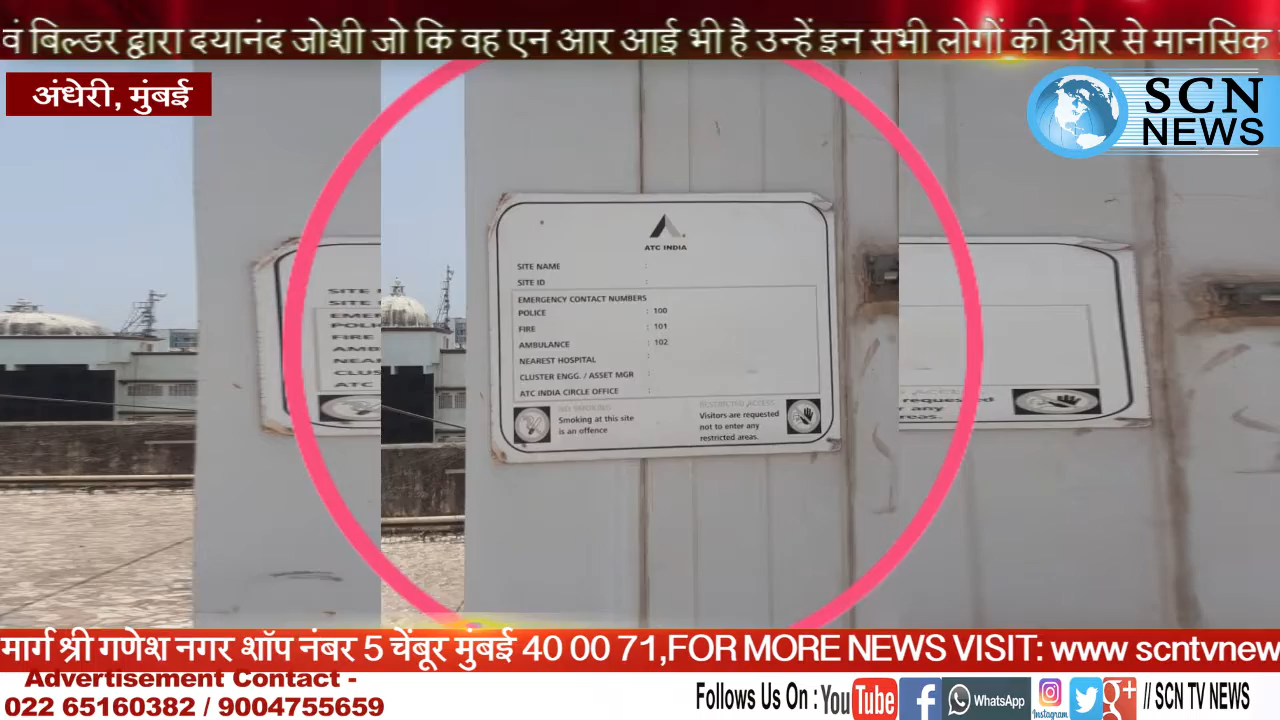 वं बिल्डर द्वारा दयानंद जोशी जो कि वह एन आर आई भी है उन्हें इन सभी लोगों की ओर से मानसिक
अंधेरी, मुंबई
SCN
NEWS
ATC INDIA
SITE NAME :
SITE ID :
EMERGENCY CONTACT NUMBERS
POLICE : 100
FIRE : 101
AMBULANCE : 102
NEAREST HOSPITAL :
CLUSTER ENGG. / ASSET MGR :
ATC INDIA CIRCLE OFFICE :
NO SMOKING
Smoking at this site
is an offence
RESTRICTED ACCESS
Visitors are requested
not to enter any
restricted areas.
मार्ग श्री गणेश नगर शॉप नंबर 5 चेंबूर मुंबई 40 00 71,FOR MORE NEWS VISIT: www scntvnew
Advertisement Contact -
022 65160382 / 9004755659
Follows Us On : YouTube f WhatsApp Instagram g+ // SCN TV NEWS